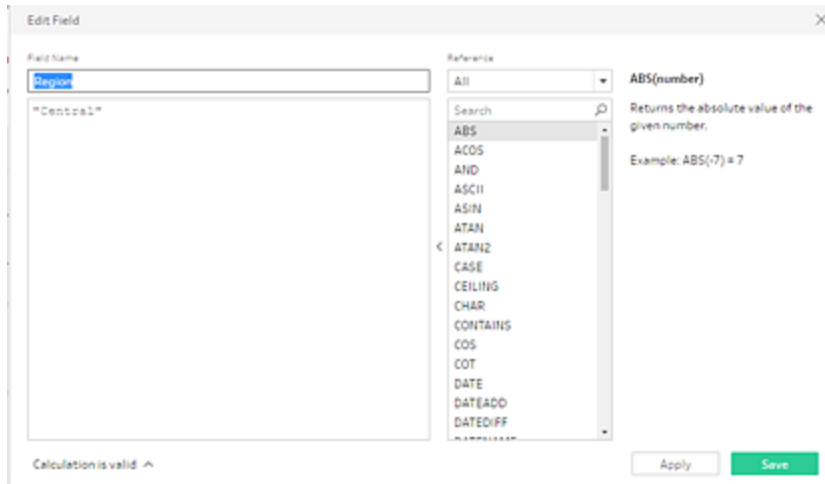 Edit Field
Field Name
Region
"Central"
Reference
All
Search
ABS
ACOS
AND
ASCII
ASIN
ATAN
ATAN2
CASE
CEILING
CHAR
CONTAINS
COS
COT
DATE
DATEADD
DATEDIFF
DATENAME
ABS(number)
Returns the absolute value of the
given number.
Example: ABS(-7) = 7
Calculation is valid
Apply
Save